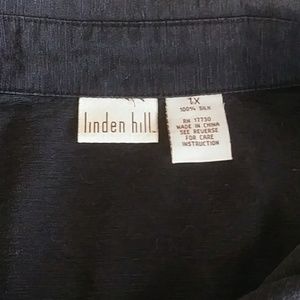 linden hill
1X
100% SILK
RN 17730
MADE IN CHINA
SEE REVERSE
FOR CARE
INSTRUCTION